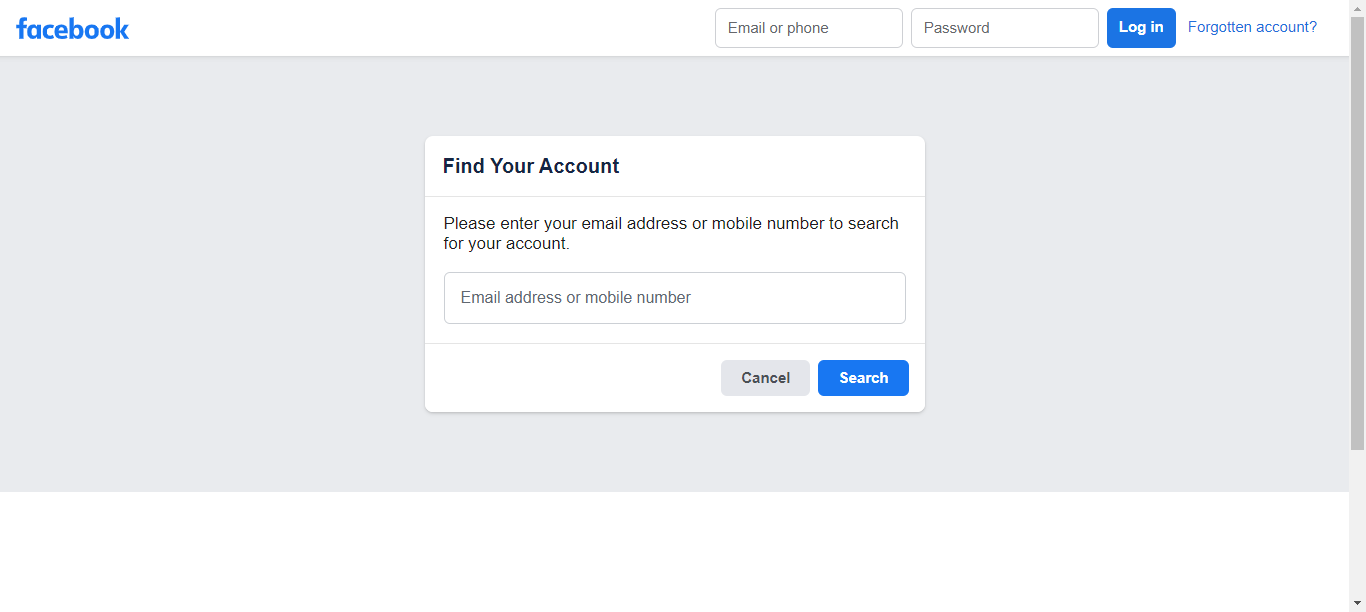 facebook
Email or phone
Password
Log in
Forgotten account?
Find Your Account
Please enter your email address or mobile number to search
for your account.
Email address or mobile number
Cancel
Search